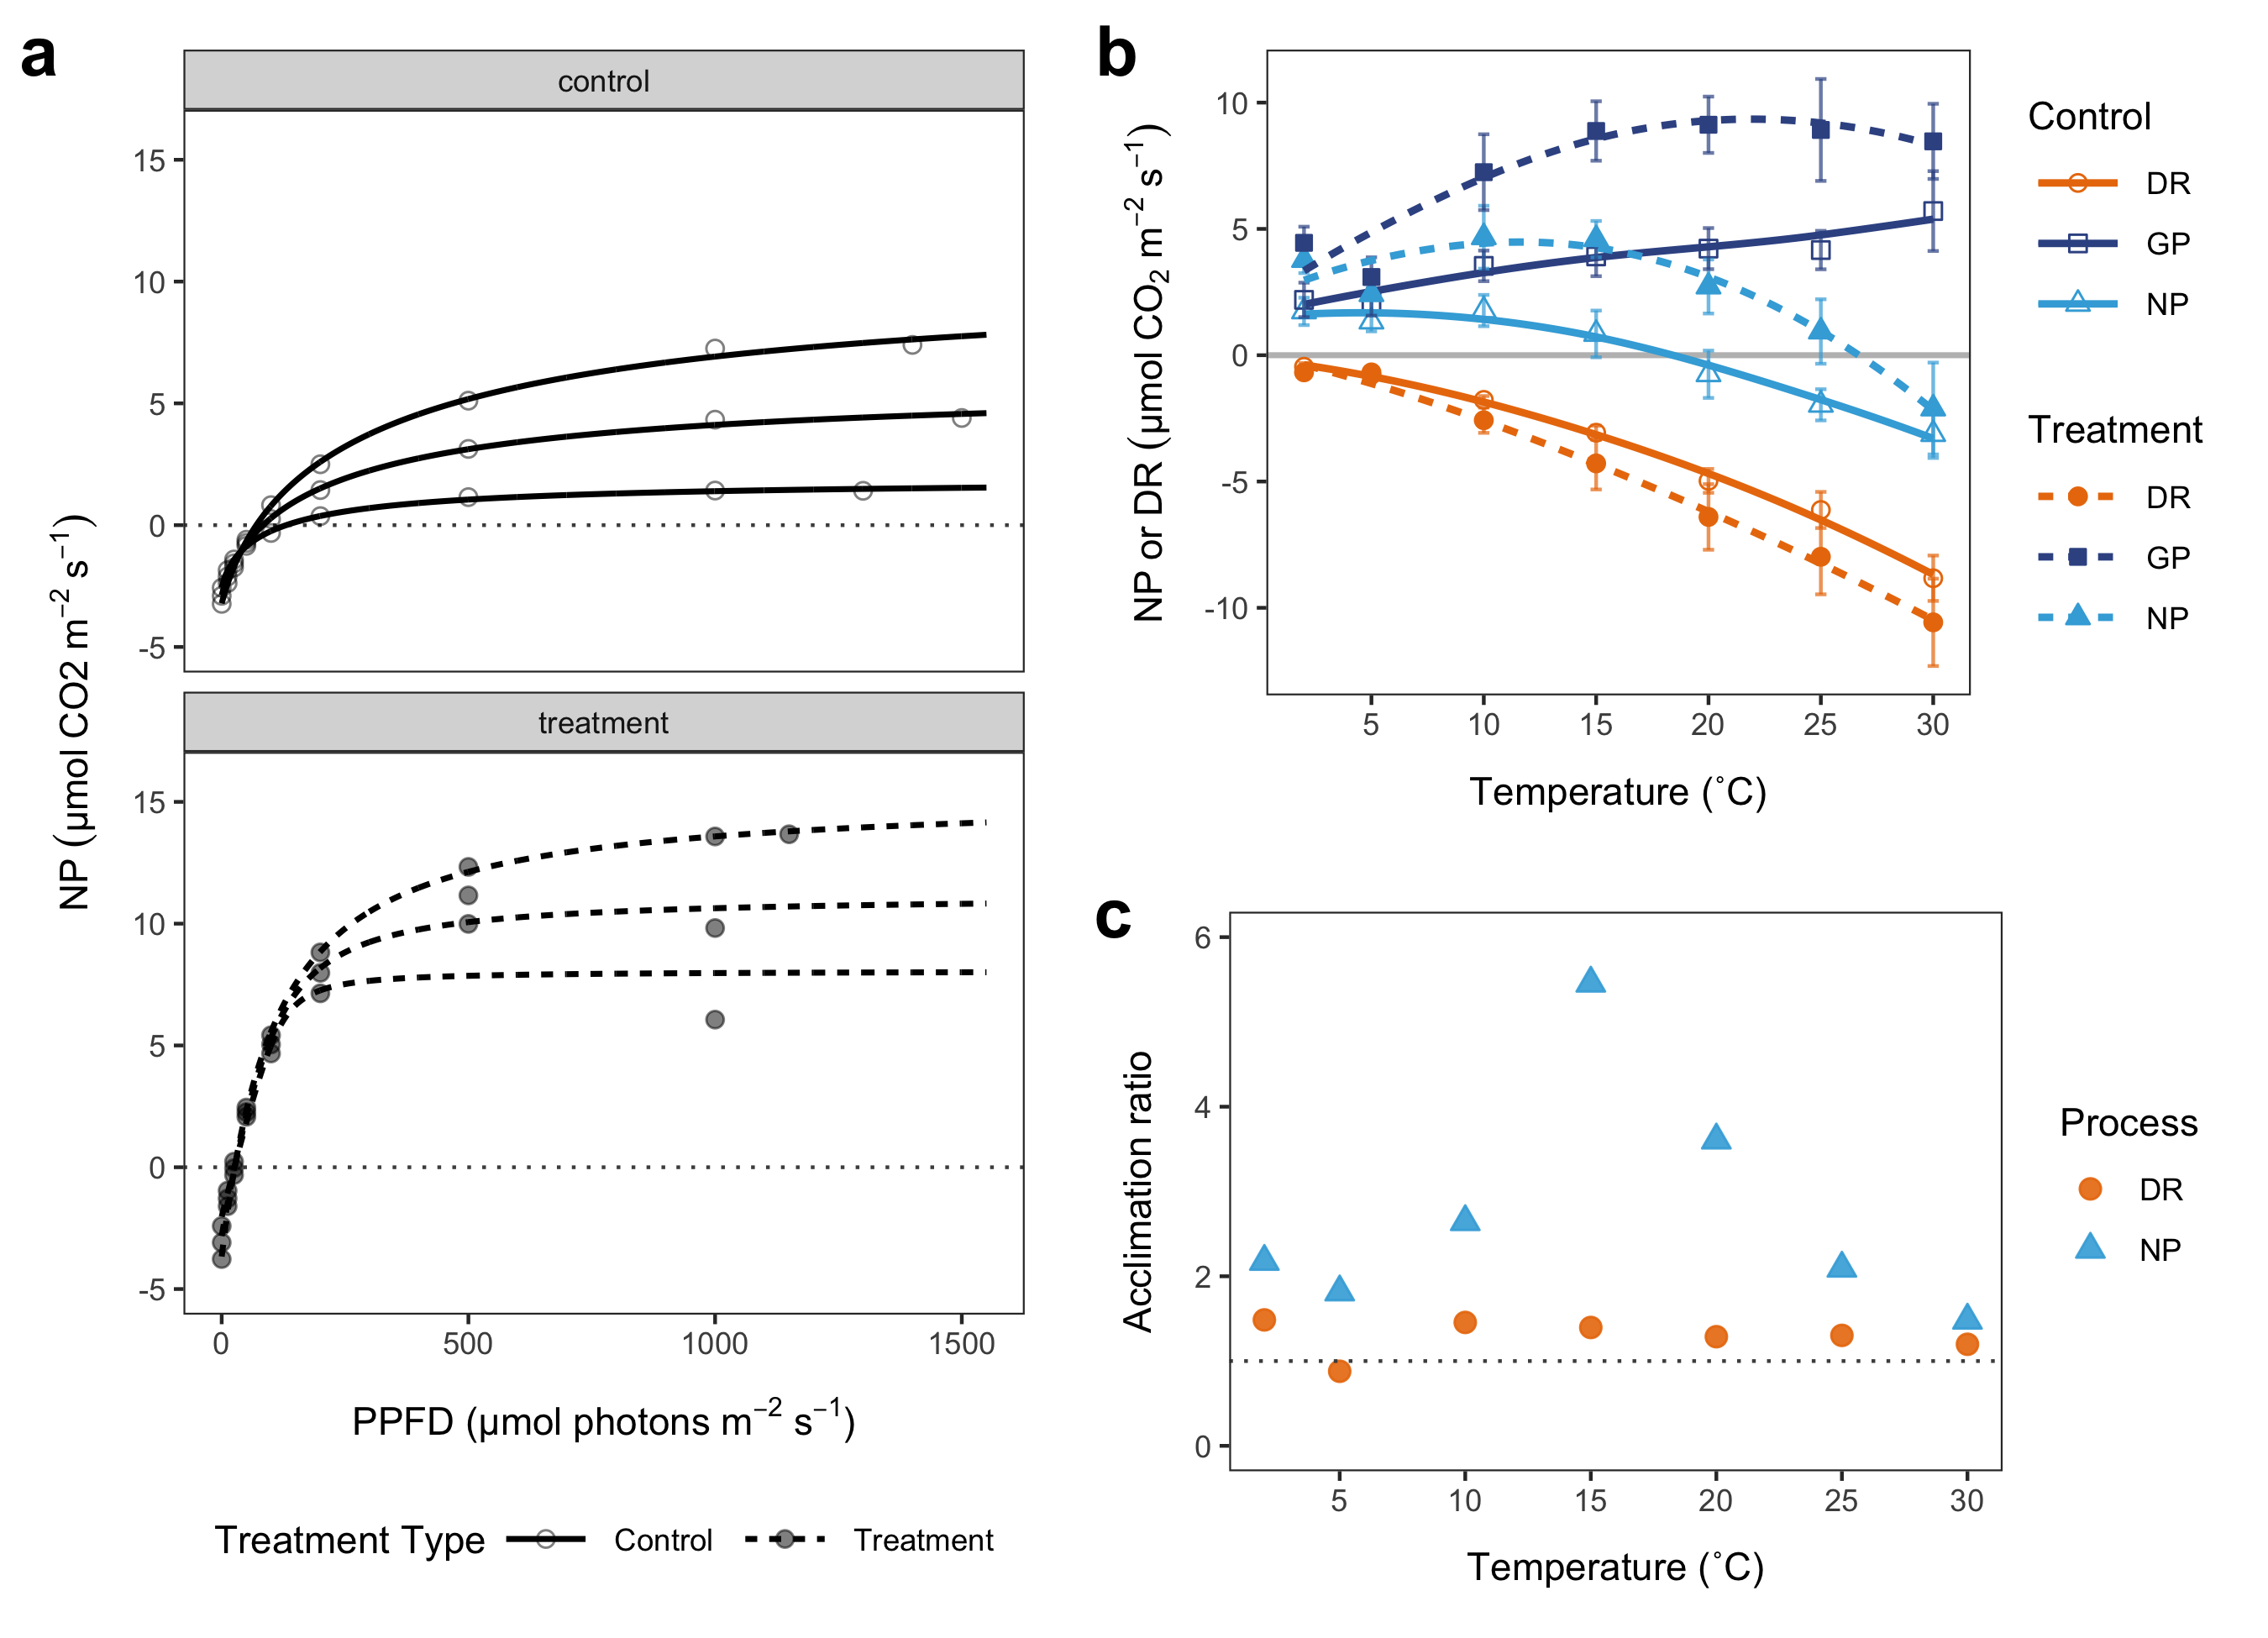 a
control
15
10
5
0
-5
treatment
15
10
5
0
-5
NP (µmol CO2 m⁻² s⁻¹)
0 500 1000 1500
PPFD (µmol photons m⁻² s⁻¹)
Treatment Type Control Treatment
b
10
5
0
-5
-10
NP or DR (µmol CO₂ m⁻² s⁻¹)
5 10 15 20 25 30
Temperature (˚C)
Control
DR
GP
NP
Treatment
DR
GP
NP
c
6
4
2
0
Acclimation ratio
5 10 15 20 25 30
Temperature (˚C)
Process
DR
NP